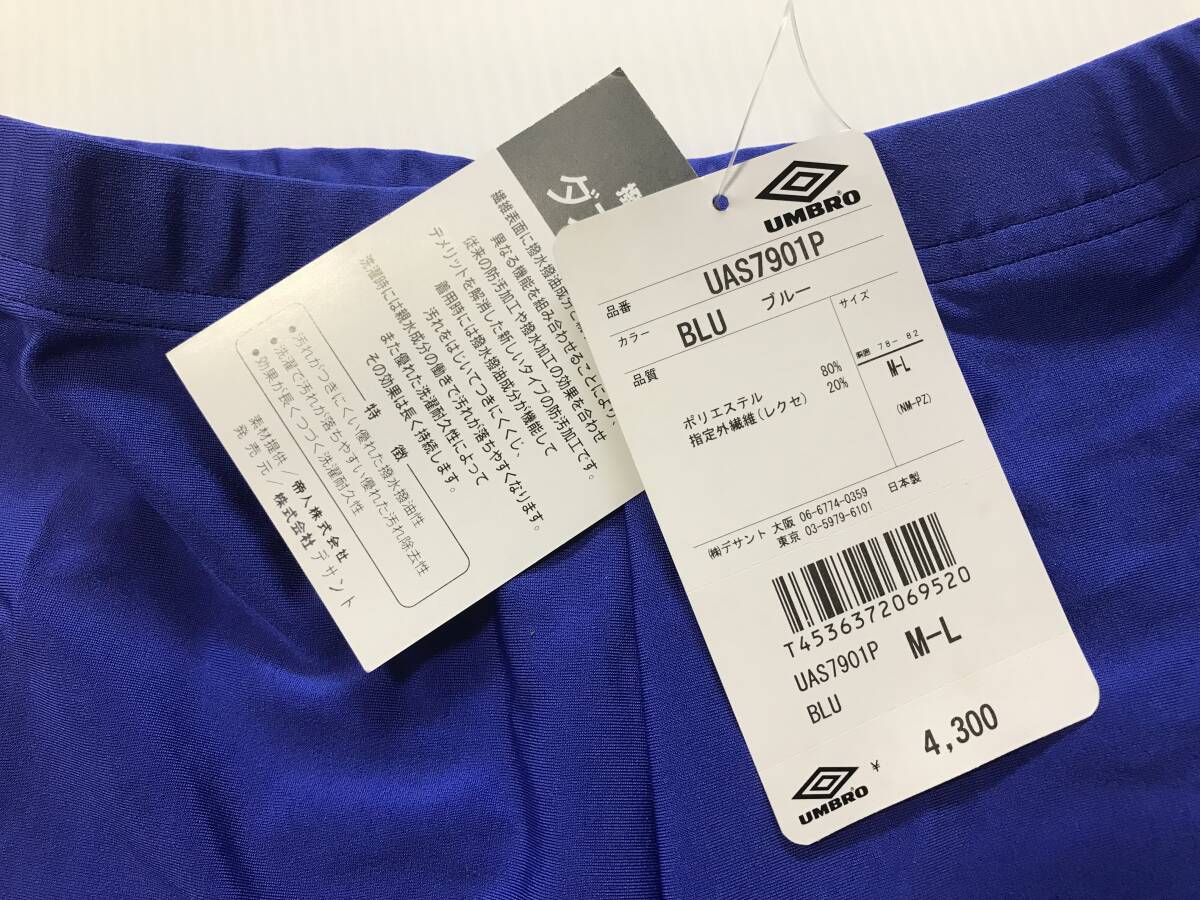 繊維表面に撥水撥油成分と
異なる機能を組み合わせることにより、
従来の防汚加工や撥水加工の効果を合わせ
デメリットを解消した新しいタイプの防汚加工です。
着用時には撥水撥油成分が機能して
汚れをはじいてつきにくくし、
洗濯時には親水成分の働きで汚れが落ちやすくなります。
また優れた洗濯耐久性によって
その効果は長く持続します。
特 徴
●汚れがつきにくい優れた撥水撥油性
●洗濯で汚れが落ちやすい優れた汚れ除去性
●効果が長くつづく洗濯耐久性
素材提供/帝人株式会社
発売元/株式会社デサント
UMBRO
品番 UAS7901P
カラー BLU ブルー
サイズ
78- 82
M-L
(NM-PZ)
品質
ポリエステル 80%
指定外繊維(レクセ) 20%
㈱デサント 大阪 06-6774-0359
東京 03-5979-6101
日本製
T4536372069520
UAS7901P M-L
BLU
UMBRO
¥ 4,300